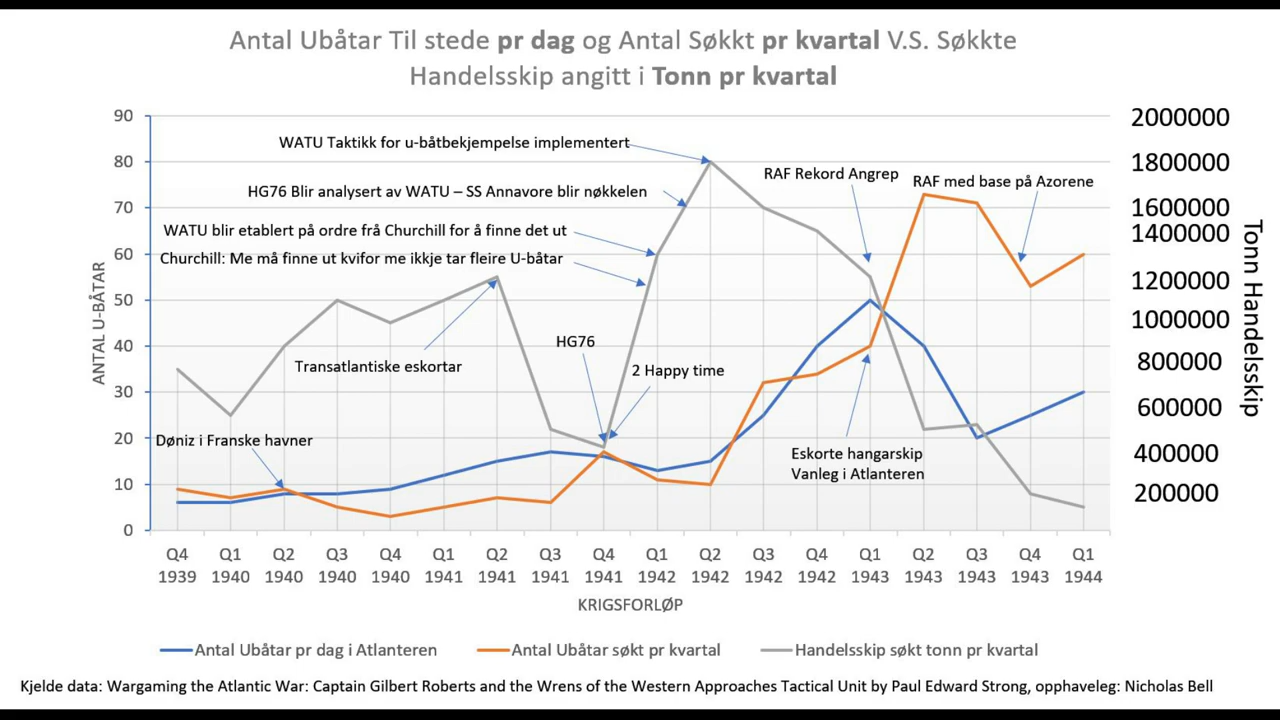 Antal Ubåtar Til stede pr dag og Antal Søkkt pr kvartal V.S. Søkkte
Handelsskip angitt i Tonn pr kvartal
90
80
70
60
50
40
30
20
10
0
ANTAL U-BÅTAR
2000000
1800000
1600000
1400000
1200000
1000000
800000
600000
400000
200000
Tonn Handelsskip
WATU Taktikk for u-båtbekjempelse implementert
HG76 Blir analysert av WATU – SS Annavore blir nøkkelen
WATU blir etablert på ordre frå Churchill for å finne det ut
Churchill: Me må finne ut kvifor me ikkje tar fleire U-båtar
RAF Rekord Angrep
RAF med base på Azorene
Transatlantiske eskortar
HG76
2 Happy time
Døniz i Franske havner
Eskorte hangarskip
Vanleg i Atlanteren
Q4 Q1 Q2 Q3 Q4 Q1 Q2 Q3 Q4 Q1 Q2 Q3 Q4 Q1 Q2 Q3 Q4 Q1
1939 1940 1940 1940 1940 1941 1941 1941 1941 1942 1942 1942 1942 1943 1943 1943 1943 1944
KRIGSFORLØP
Antal Ubåtar pr dag i Atlanteren
Antal Ubåtar søkt pr kvartal
Handelsskip søkt tonn pr kvartal
Kjelde data: Wargaming the Atlantic War: Captain Gilbert Roberts and the Wrens of the Western Approaches Tactical Unit by Paul Edward Strong, opphaveleg: Nicholas Bell